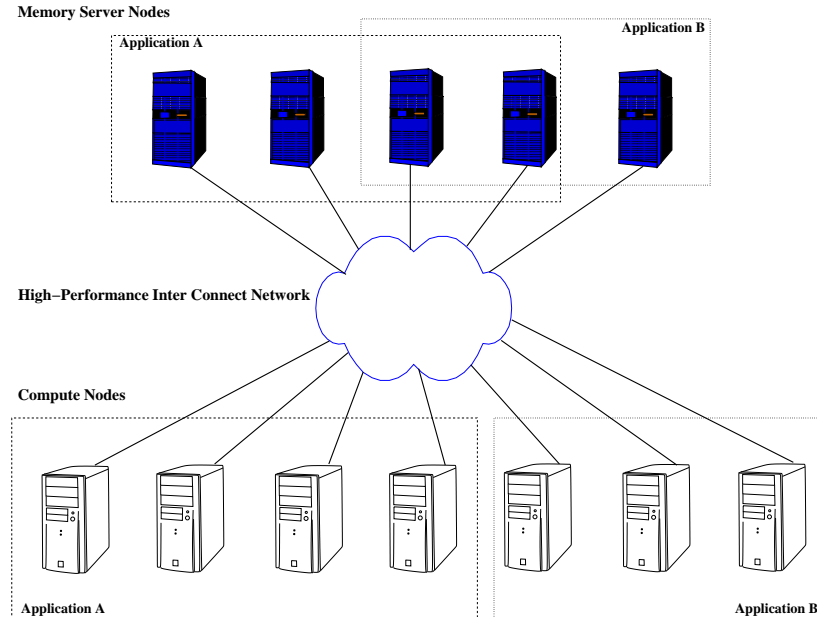 Memory Server Nodes
Application A
Application B
High−Performance Inter Connect Network
Compute Nodes
Application A
Application B